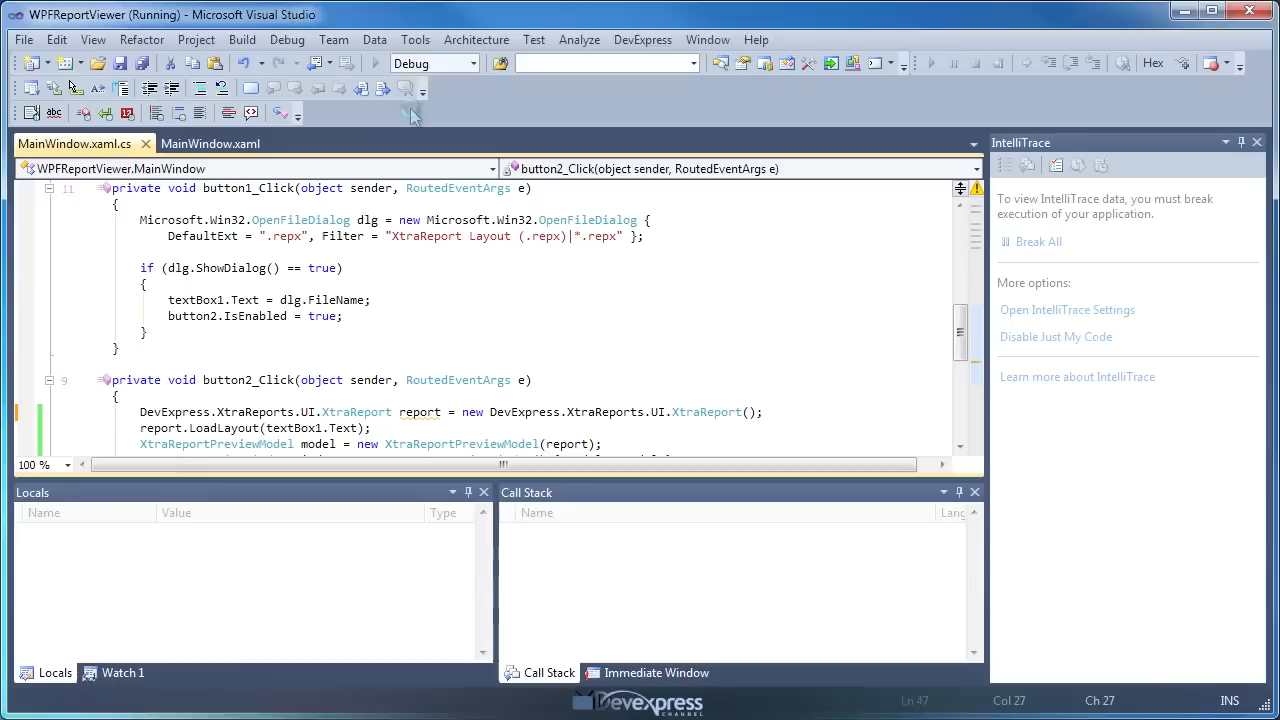 WPFReportViewer (Running) - Microsoft Visual Studio
File Edit View Refactor Project Build Debug Team Data Tools Architecture Test Analyze DevExpress Window Help
Debug
Hex
abc
MainWindow.xaml.cs MainWindow.xaml
IntelliTrace
WPFReportViewer.MainWindow
button2_Click(object sender, RoutedEventArgs e)
11 private void button1_Click(object sender, RoutedEventArgs e)
{
Microsoft.Win32.OpenFileDialog dlg = new Microsoft.Win32.OpenFileDialog {
DefaultExt = ".repx", Filter = "XtraReport Layout (.repx)|*.repx" };
if (dlg.ShowDialog() == true)
{
textBox1.Text = dlg.FileName;
button2.IsEnabled = true;
}
}
9 private void button2_Click(object sender, RoutedEventArgs e)
{
DevExpress.XtraReports.UI.XtraReport report = new DevExpress.XtraReports.UI.XtraReport();
report.LoadLayout(textBox1.Text);
XtraReportPreviewModel model = new XtraReportPreviewModel(report);
100 %
To view IntelliTrace data, you must break
execution of your application.
Break All
More options:
Open IntelliTrace Settings
Disable Just My Code
Learn more about IntelliTrace
Locals
Name Value Type
Call Stack
Name Lang
Locals Watch 1
Call Stack Immediate Window
DevExpress
CHANNEL
Ln 47 Col 27 Ch 27 INS